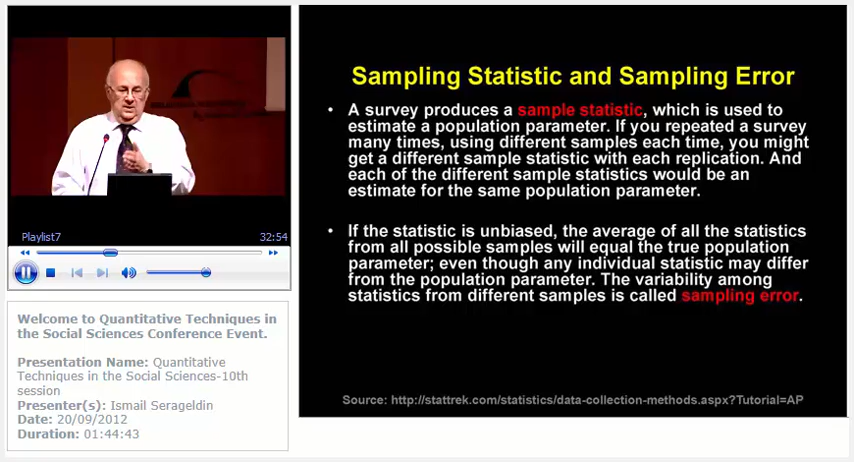 Playlist7
32:54
Welcome to Quantitative Techniques in
the Social Sciences Conference Event.
Presentation Name: Quantitative
Techniques in the Social Sciences-10th
session
Presenter(s): Ismail Serageldin
Date: 20/09/2012
Duration: 01:44:43
Sampling Statistic and Sampling Error
• A survey produces a sample statistic, which is used to
estimate a population parameter. If you repeated a survey
many times, using different samples each time, you might
get a different sample statistic with each replication. And
each of the different sample statistics would be an
estimate for the same population parameter.
• If the statistic is unbiased, the average of all the statistics
from all possible samples will equal the true population
parameter; even though any individual statistic may differ
from the population parameter. The variability among
statistics from different samples is called sampling error.
Source: http://stattrek.com/statistics/data-collection-methods.aspx?Tutorial=AP